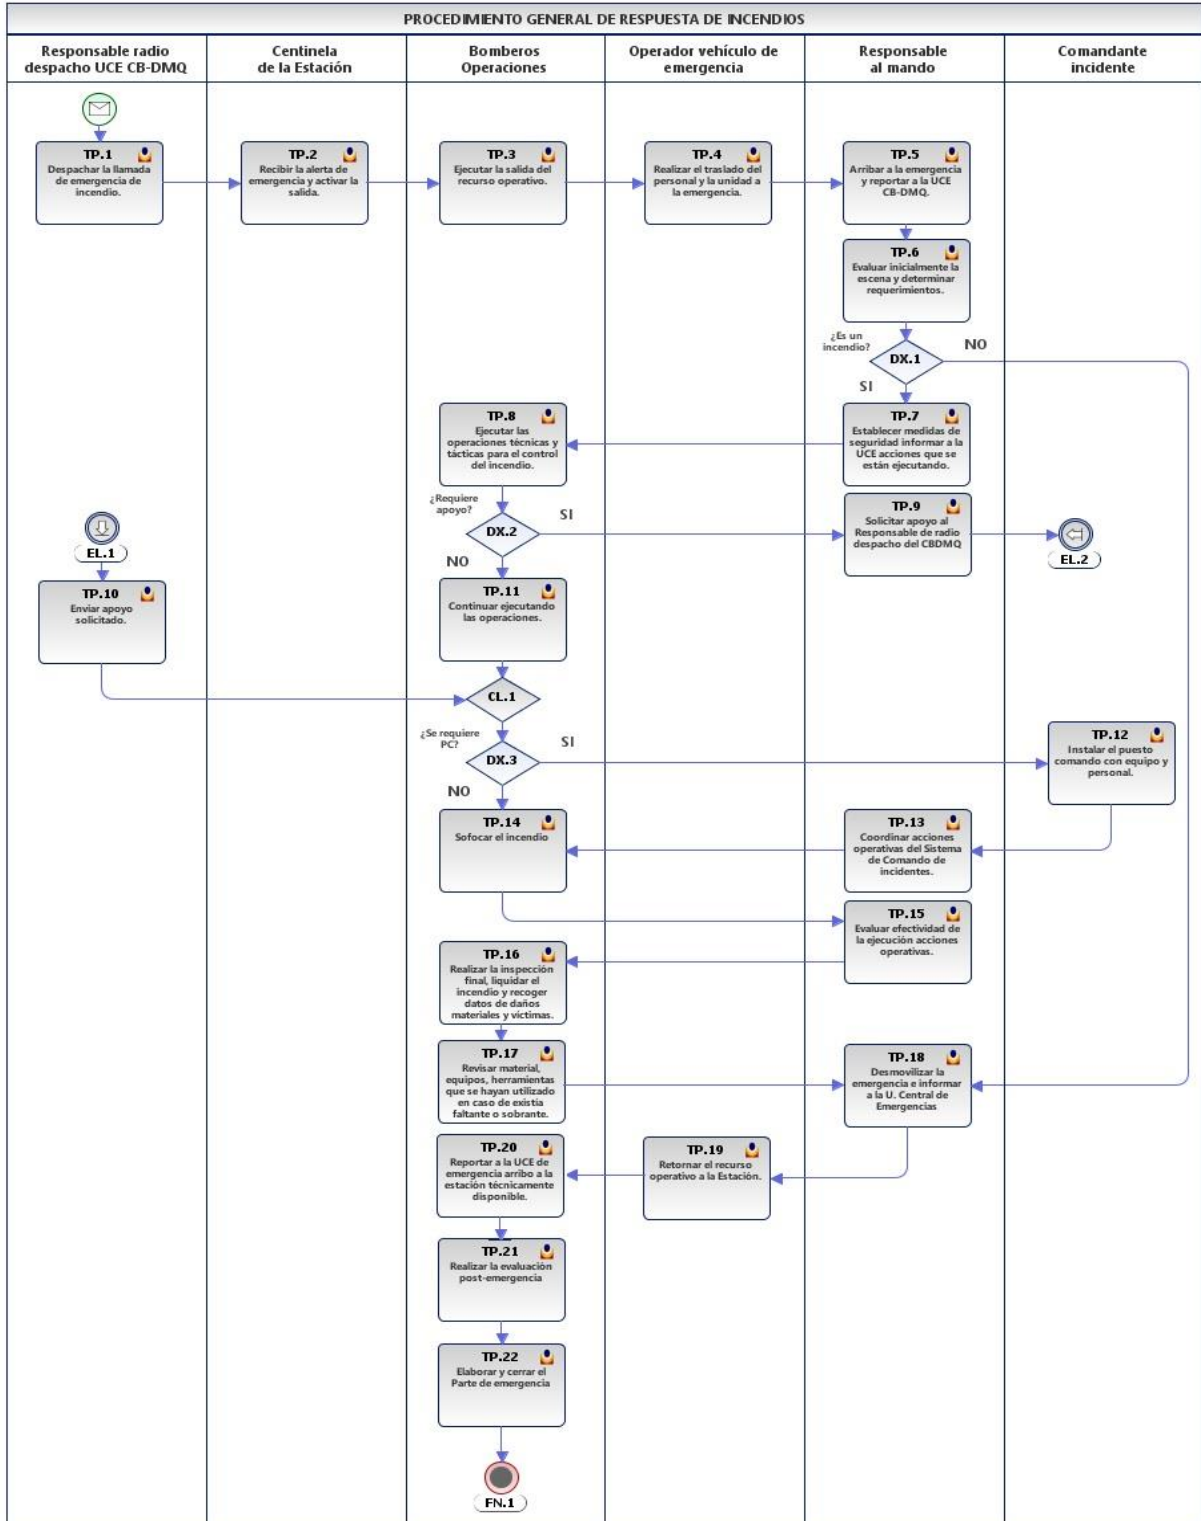 PROCEDIMIENTO GENERAL DE RESPUESTA DE INCENDIOS
Responsable radio
despacho UCE CB-DMQ
Centinela
de la Estación
Bomberos
Operaciones
Operador vehículo de
emergencia
Responsable
al mando
Comandante
incidente
TP.1
Despachar la llamada
de emergencia de
incendio.
TP.2
Recibir la alerta de
emergencia y activar la
salida.
TP.3
Ejecutar la salida del
recurso operativo.
TP.4
Realizar el traslado del
personal y la unidad a
la emergencia.
TP.5
Arribar a la emergencia
y reportar a la UCE
CB-DMQ.
TP.6
Evaluar inicialmente la
escena y determinar
requerimientos.
¿Es un
incendio?
DX.1
NO
SI
TP.7
Establecer medidas de
seguridad informar a la
UCE acciones que se
están ejecutando.
TP.8
Ejecutar las
operaciones técnicas y
tácticas para el control
del incendio.
¿Requiere
apoyo?
DX.2
SI
NO
TP.9
Solicitar apoyo al
Responsable de radio
despacho del CBDMQ
EL.2
EL.1
TP.10
Enviar apoyo
solicitado.
TP.11
Continuar ejecutando
las operaciones.
CL.1
¿Se requiere
PC?
DX.3
SI
NO
TP.12
Instalar el puesto
comando con equipo y
personal.
TP.13
Coordinar acciones
operativas del Sistema
de Comando de
incidentes.
TP.14
Sofocar el incendio
TP.15
Evaluar efectividad de
la ejecución acciones
operativas.
TP.16
Realizar la inspección
final, liquidar el
incendio y recoger
datos de daños
materiales y víctimas.
TP.17
Revisar material,
equipos, herramientas
que se hayan utilizado
en caso de existía
faltante o sobrante.
TP.18
Desmovilizar la
emergencia e informar
a la U. Central de
Emergencias
TP.19
Retornar el recurso
operativo a la Estación.
TP.20
Reportar a la UCE de
emergencia arribo a la
estación técnicamente
disponible.
TP.21
Realizar la evaluación
post-emergencia
TP.22
Elaborar y cerrar el
Parte de emergencia
FN.1